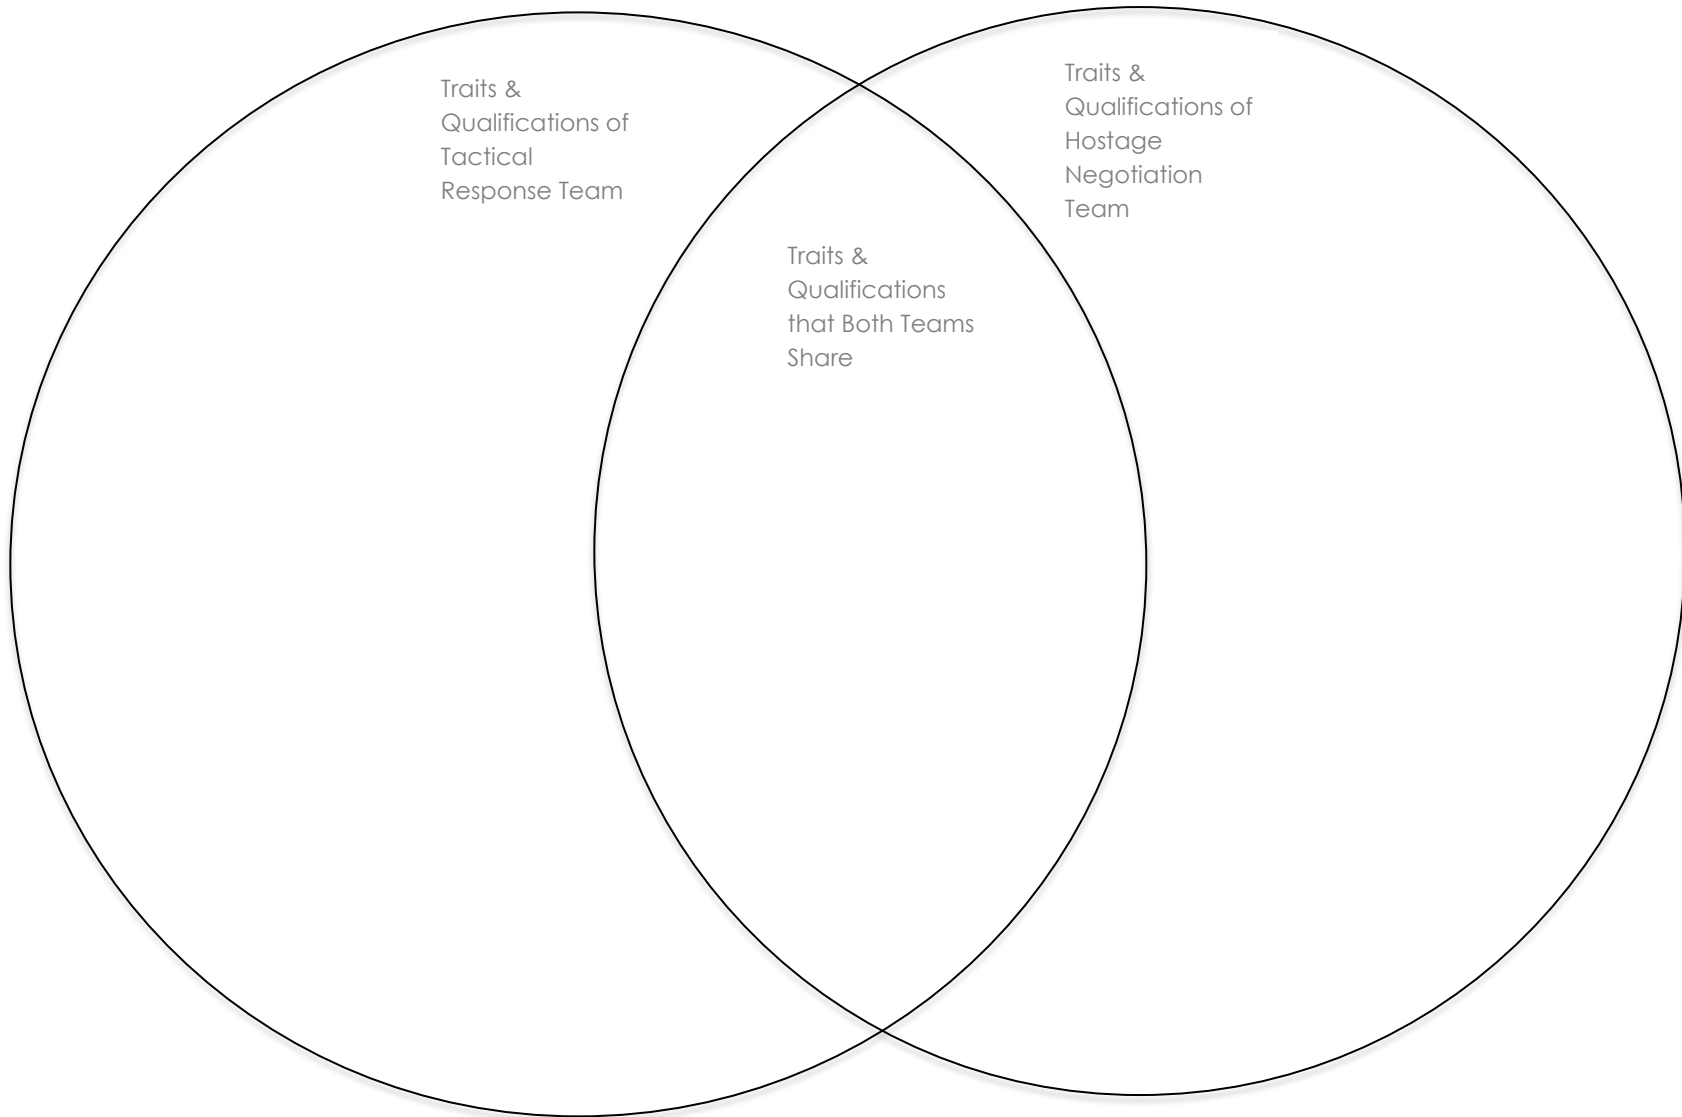 Traits &
Qualifications of
Tactical
Response Team
Traits &
Qualifications
that Both Teams
Share
Traits &
Qualifications of
Hostage
Negotiation
Team